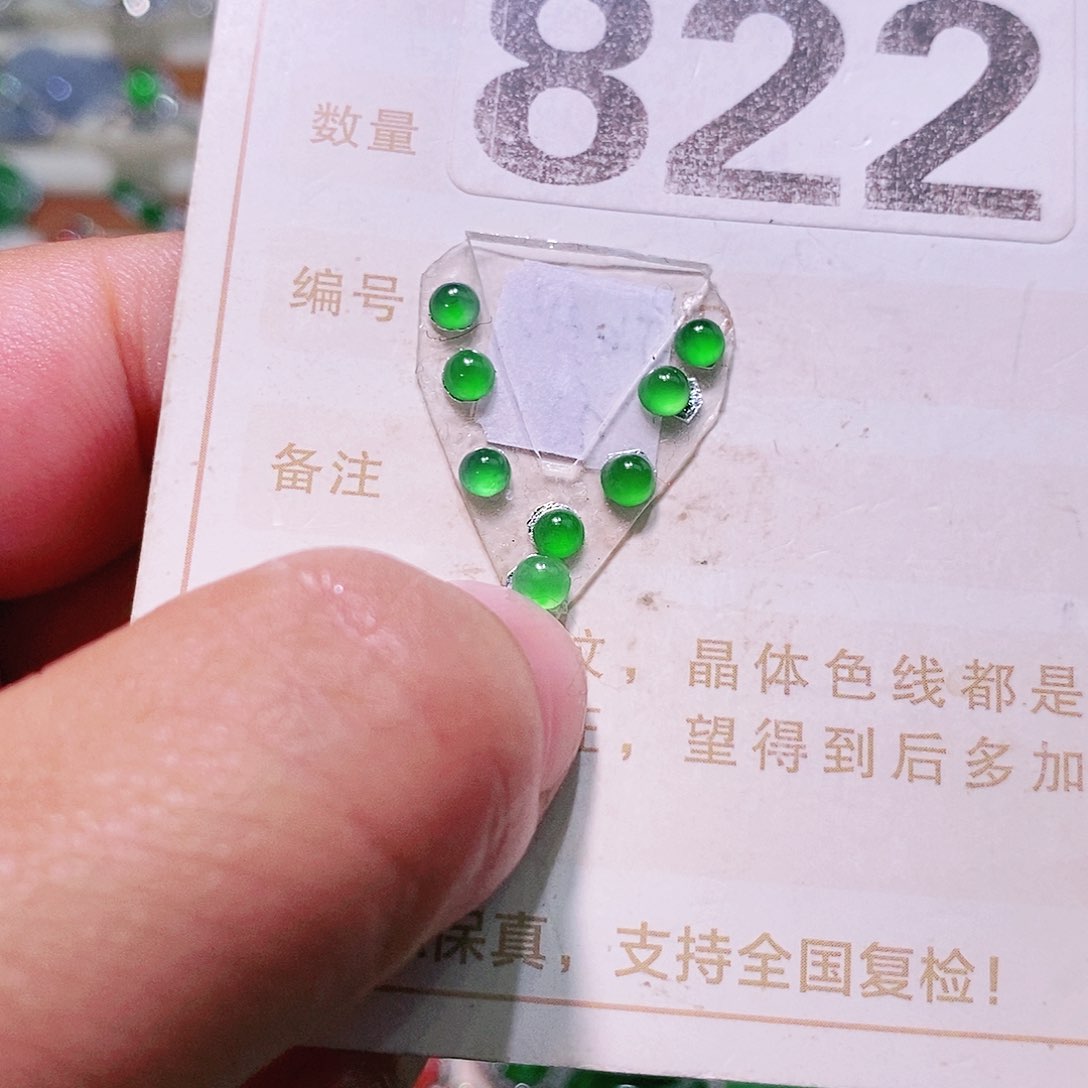 822
数量
编号
备注
纹，晶体色线都是
，望得到后多加
保真，支持全国复检！